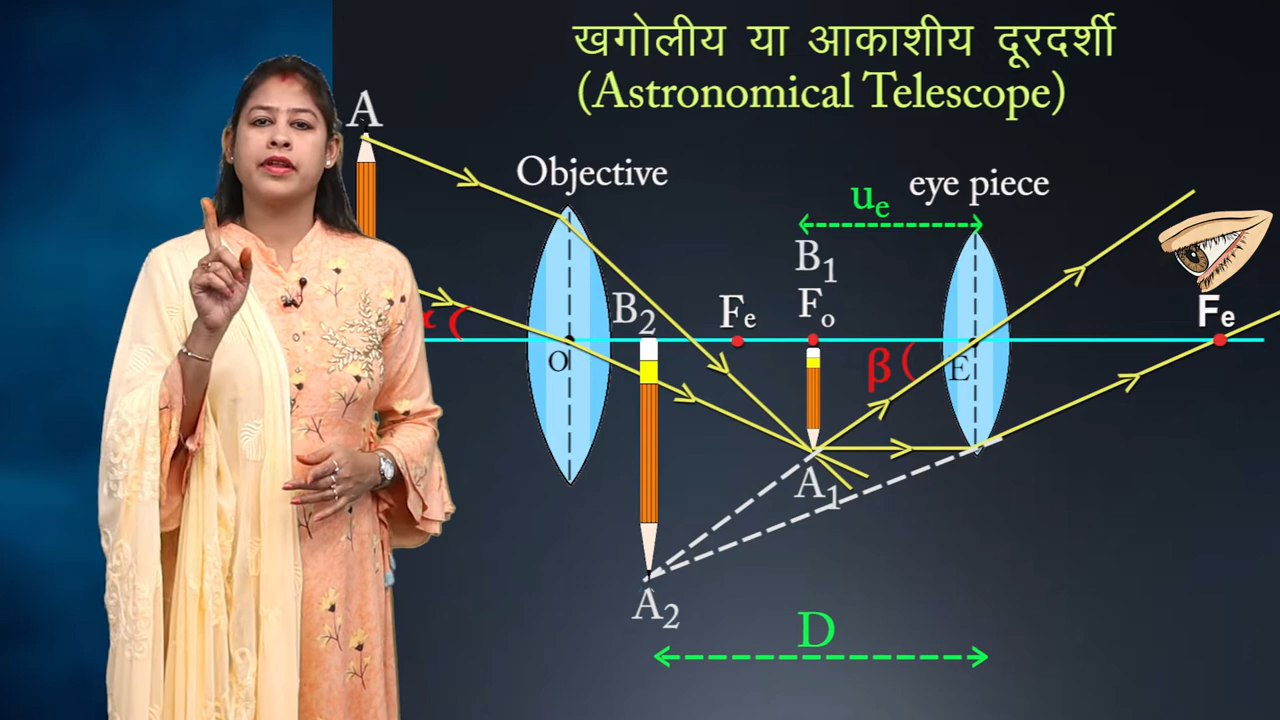 खगोलीय या आकाशीय दूरदर्शी
(Astronomical Telescope)
A
Objective
eye piece
uₑ
B₁
B₂
Fₑ
Fₒ
Fₑ
α
O
β
E
A₁
A₂
D